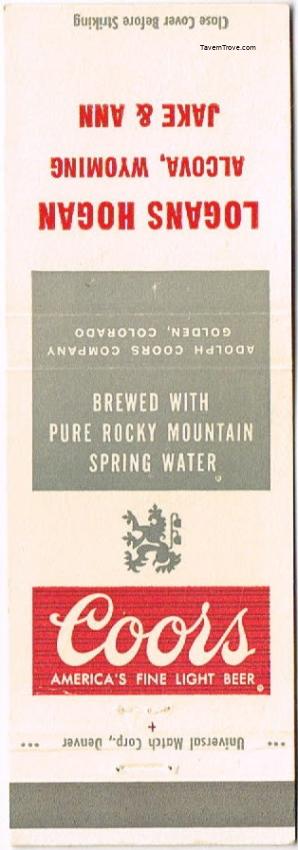 Close Cover Before Striking
TavernTrove.com
LOGANS HOGAN
ALCOVA, WYOMING
JAKE & ANN
ADOLPH COORS COMPANY
GOLDEN, COLORADO
BREWED WITH
PURE ROCKY MOUNTAIN
SPRING WATER®
Coors
AMERICA'S FINE LIGHT BEER®
*** Universal Match Corp., Denver ***